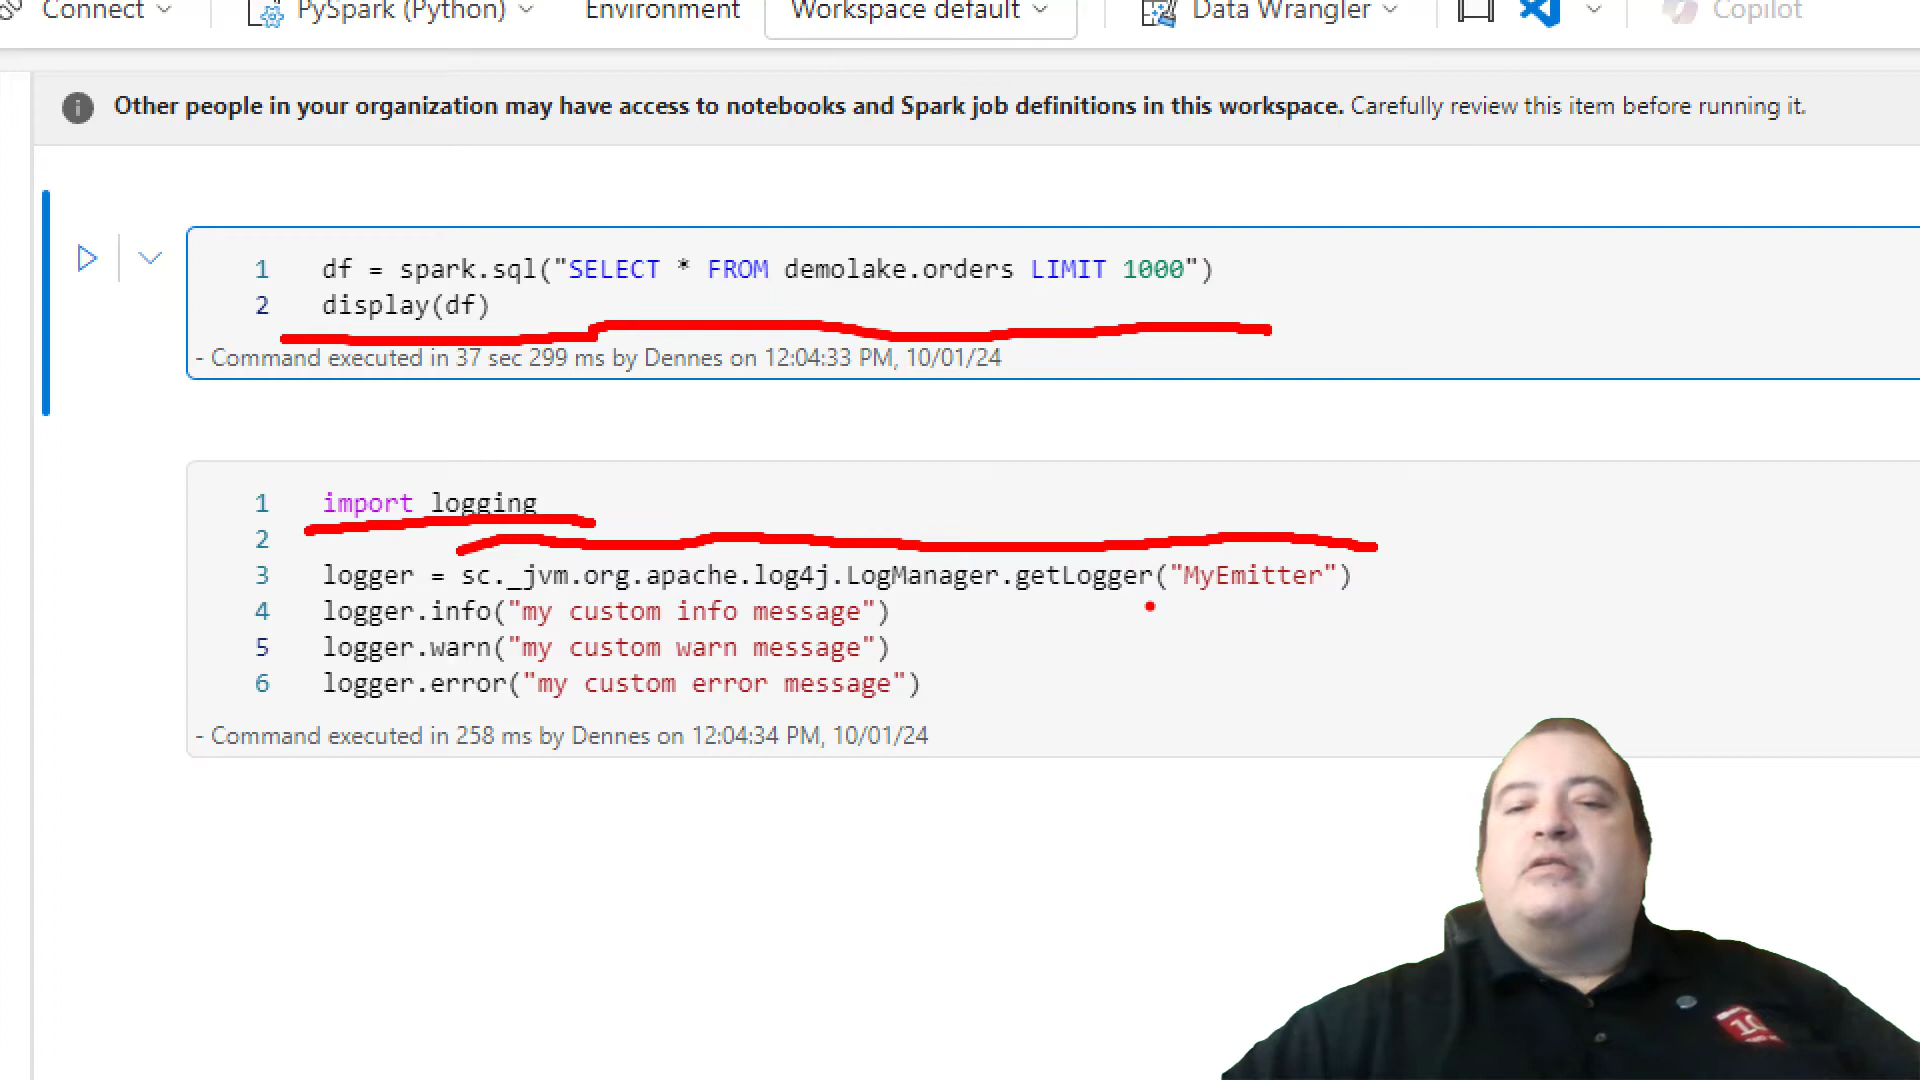 Connect PySpark (Python) Environment Workspace default Data Wrangler Copilot
Other people in your organization may have access to notebooks and Spark job definitions in this workspace. Carefully review this item before running it.
1 df = spark.sql("SELECT * FROM demolake.orders LIMIT 1000")
2 display(df)
- Command executed in 37 sec 299 ms by Dennes on 12:04:33 PM, 10/01/24
1 import logging
2
3 logger = sc._jvm.org.apache.log4j.LogManager.getLogger("MyEmitter")
4 logger.info("my custom info message")
5 logger.warn("my custom warn message")
6 logger.error("my custom error message")
- Command executed in 258 ms by Dennes on 12:04:34 PM, 10/01/24